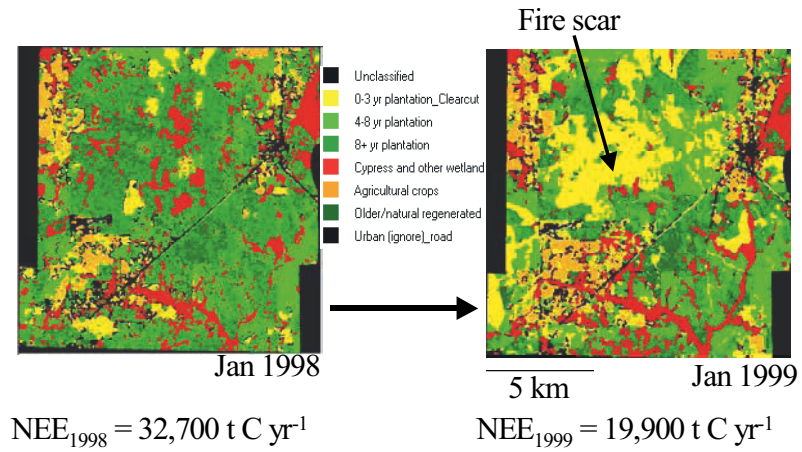 Fire scar
Unclassified
0-3 yr plantation_Clearcut
4-8 yr plantation
8+ yr plantation
Cypress and other wetland
Agricultural crops
Older/natural regenerated
Urban (ignore)_road
Jan 1998
5 km
Jan 1999
NEE1998 = 32,700 t C yr-1
NEE1999 = 19,900 t C yr-1